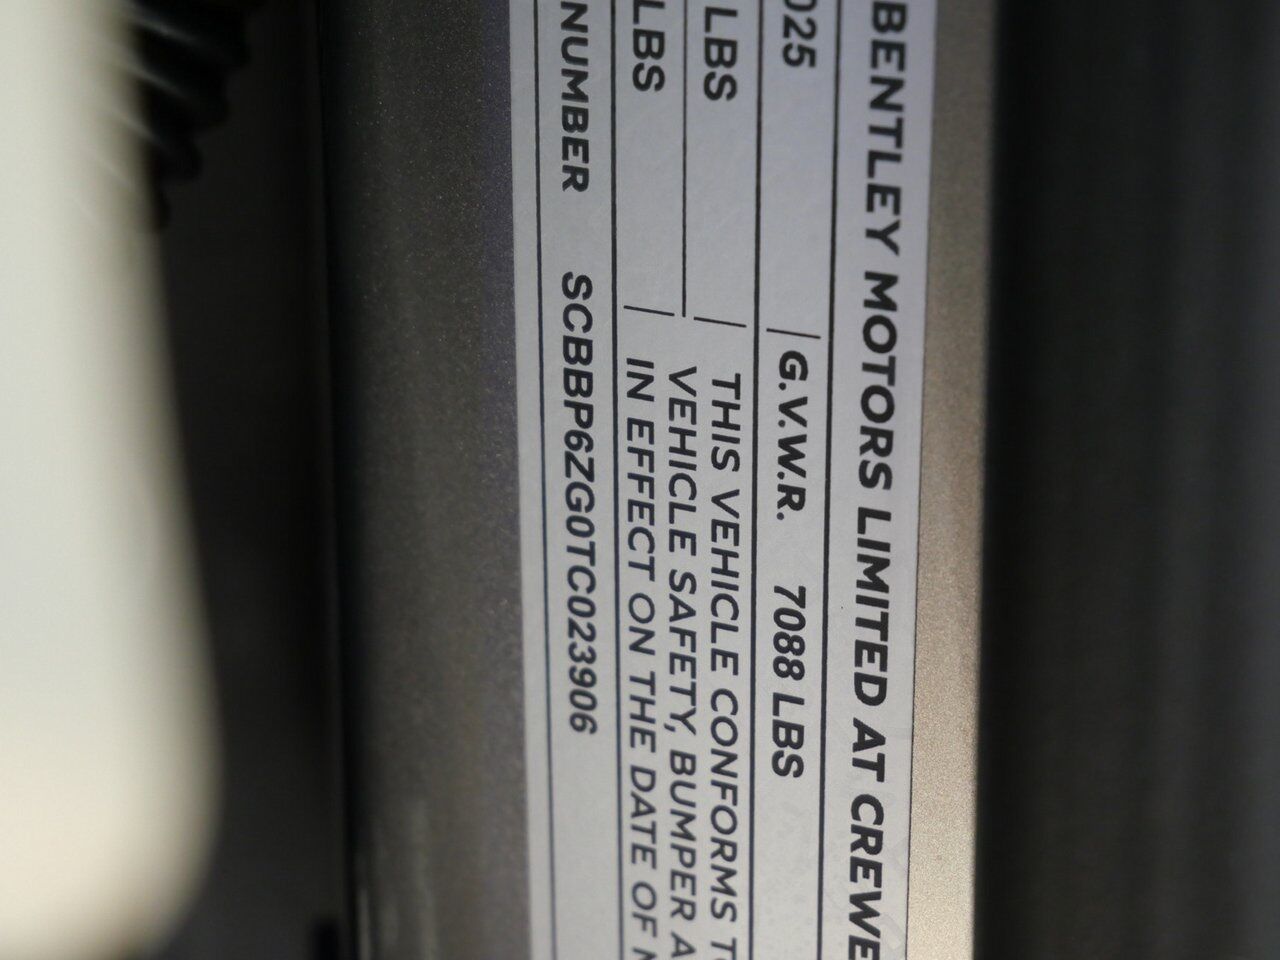 BENTLEY MOTORS LIMITED AT CREWE
025 G.V.W.R. 7088 LBS
LBS THIS VEHICLE CONFORMS
VEHICLE SAFETY, BUMPER
LBS IN EFFECT ON THE DATE OF
NUMBER SCBBP6ZG0TC023906